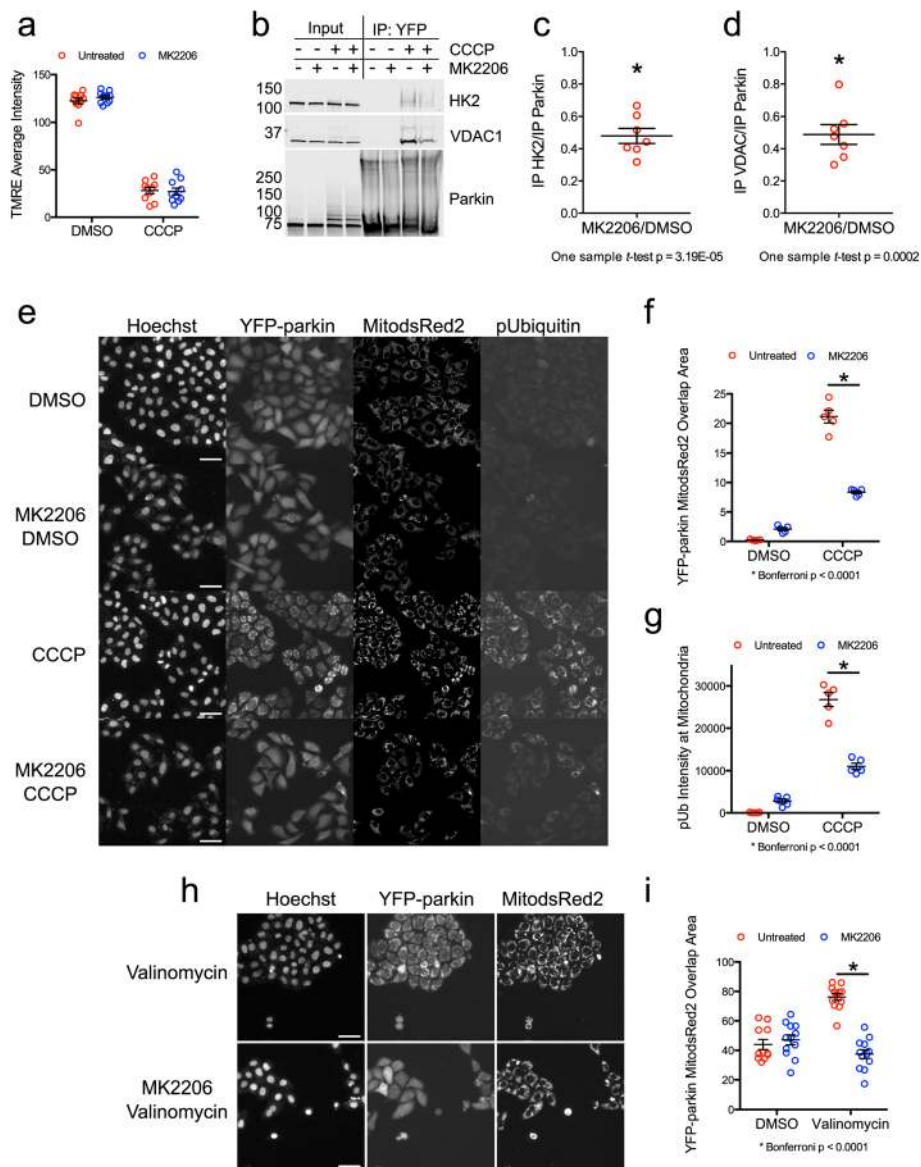 a
Untreated MK2206
TMRE Average Intensity
150
100
50
0
DMSO CCCP
b
Input IP: YFP
- - + + - - + + CCCP
- + - + - + - + MK2206
150
100
HK2
37
VDAC1
250
150
100
75
Parkin
c
IP HK2/IP Parkin
1.0
0.8
0.6
0.4
0.2
0.0
*
MK2206/DMSO
One sample t-test p = 3.19E-05
d
IP VDAC/IP Parkin
1.0
0.8
0.6
0.4
0.2
0.0
*
MK2206/DMSO
One sample t-test p = 0.0002
e
Hoechst YFP-parkin MitodsRed2 pUbiquitin
DMSO
MK2206
DMSO
CCCP
MK2206
CCCP
f
Untreated MK2206
YFP-parkin MitodsRed2 Overlap Area
30
25
20
15
10
5
0
*
DMSO CCCP
* Bonferroni p < 0.0001
g
Untreated MK2206
pUb Intensity at Mitochondria
30000
20000
10000
0
*
DMSO CCCP
* Bonferroni p < 0.0001
h
Hoechst YFP-parkin MitodsRed2
Valinomycin
MK2206
Valinomycin
i
Untreated MK2206
YFP-parkin MitodsRed2 Overlap Area
100
80
60
40
20
0
*
DMSO Valinomycin
* Bonferroni p < 0.0001